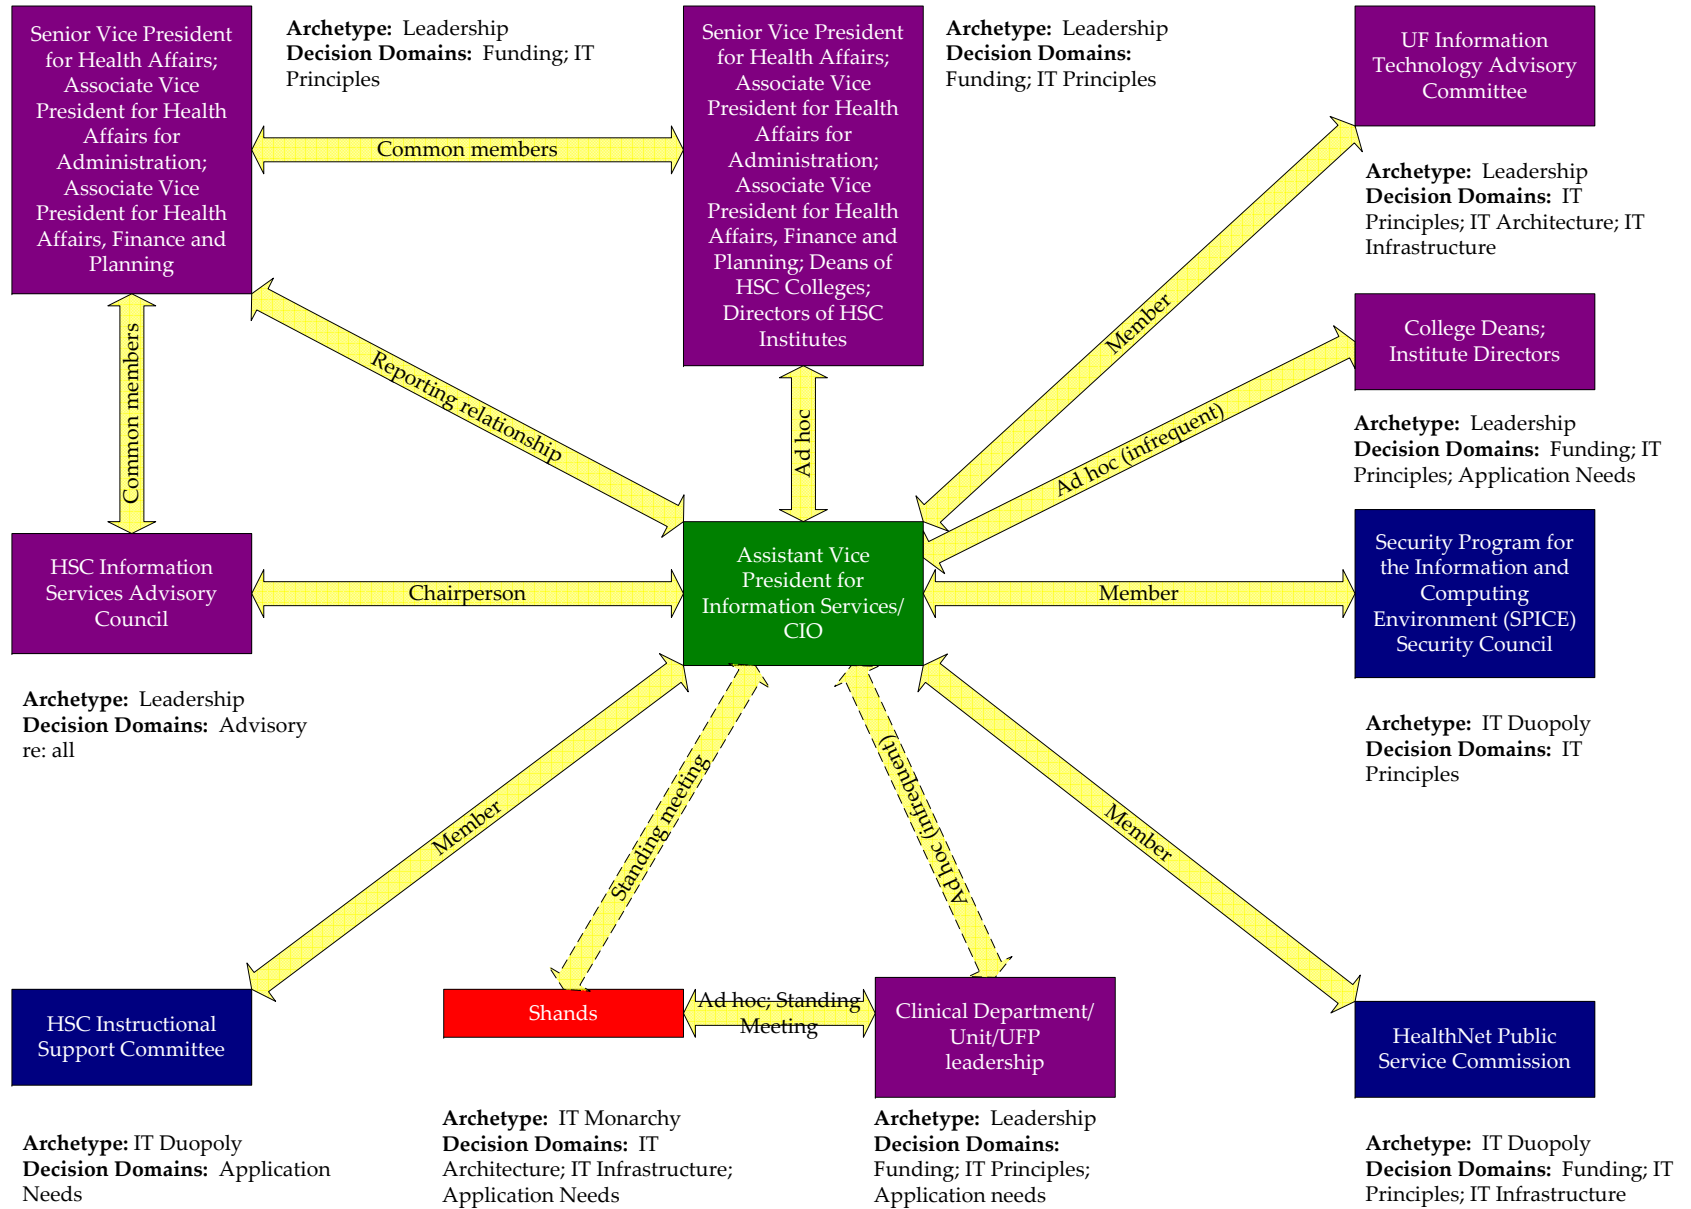 Senior Vice President
for Health Affairs;
Associate Vice
President for Health
Affairs for
Administration;
Associate Vice
President for Health
Affairs, Finance and
Planning
Archetype: Leadership
Decision Domains: Funding; IT
Principles
Common members
Senior Vice President
for Health Affairs;
Associate Vice
President for Health
Affairs for
Administration;
Associate Vice
President for Health
Affairs, Finance and
Planning; Deans of
HSC Colleges;
Directors of HSC
Institutes
Archetype: Leadership
Decision Domains:
Funding; IT Principles
UF Information
Technology Advisory
Committee
Archetype: Leadership
Decision Domains: IT
Principles; IT Architecture; IT
Infrastructure
Common members
Reporting relationship
Ad hoc
Member
Ad hoc (infrequent)
College Deans;
Institute Directors
Archetype: Leadership
Decision Domains: Funding; IT
Principles; Application Needs
HSC Information
Services Advisory
Council
Chairperson
Assistant Vice
President for
Information Services/
CIO
Member
Security Program for
the Information and
Computing
Environment (SPICE)
Security Council
Archetype: Leadership
Decision Domains: Advisory
re: all
Archetype: IT Duopoly
Decision Domains: IT
Principles
Member
Standing meeting
Ad hoc (infrequent)
Member
HSC Instructional
Support Committee
Shands
Ad hoc; Standing
Meeting
Clinical Department/
Unit/UFP
leadership
HealthNet Public
Service Commission
Archetype: IT Duopoly
Decision Domains: Application
Needs
Archetype: IT Monarchy
Decision Domains: IT
Architecture; IT Infrastructure;
Application Needs
Archetype: Leadership
Decision Domains:
Funding; IT Principles;
Application needs
Archetype: IT Duopoly
Decision Domains: Funding; IT
Principles; IT Infrastructure